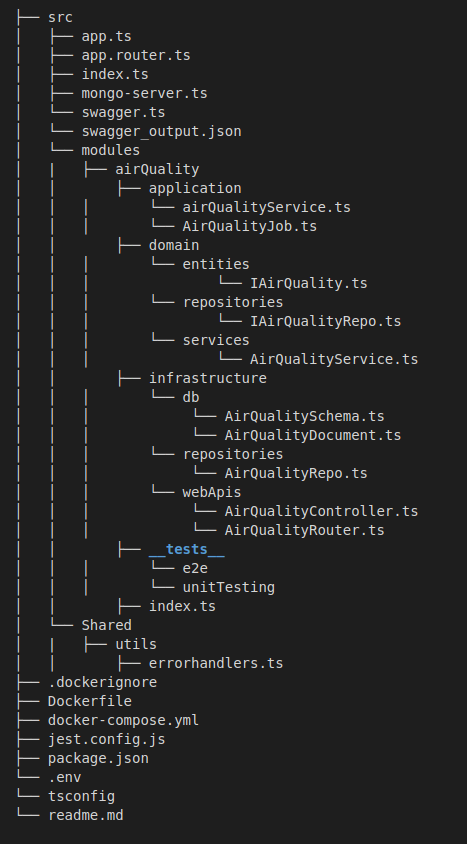 ├── src
│   ├── app.ts
│   ├── app.router.ts
│   ├── index.ts
│   ├── mongo-server.ts
│   └── swagger.ts
│   └── swagger_output.json
│   └── modules
│   |   ├── airQuality
│   |       ├── application
│   |   │       └── airQualityService.ts
│   |   │       └── AirQualityJob.ts
│   |       ├── domain
│   |   │       └── entities
│   |   │               └── IAirQuality.ts
│   |   │       └── repositories
│   |   │               └── IAirQualityRepo.ts
│   |   │       └── services
│   |   │               └── AirQualityService.ts
│   |       ├── infrastructure
│   |   │       └── db
│   |   │            └── AirQualitySchema.ts
│   |   │            └── AirQualityDocument.ts
│   |   │       └── repositories
│   |   │            └── AirQualityRepo.ts
│   |   │       └── webApis
│   |   │            └── AirQualityController.ts
│   |   │            └── AirQualityRouter.ts
│   |       ├── __tests__
│   |   │       └── e2e
│   |   │       └── unitTesting
│   |       ├── index.ts
│   └── Shared
│   |   ├── utils
│   |       ├── errorhandlers.ts
├── .dockerignore
├── Dockerfile
├── docker-compose.yml
├── jest.config.js
├── package.json
└── .env
└── tsconfig
└── readme.md